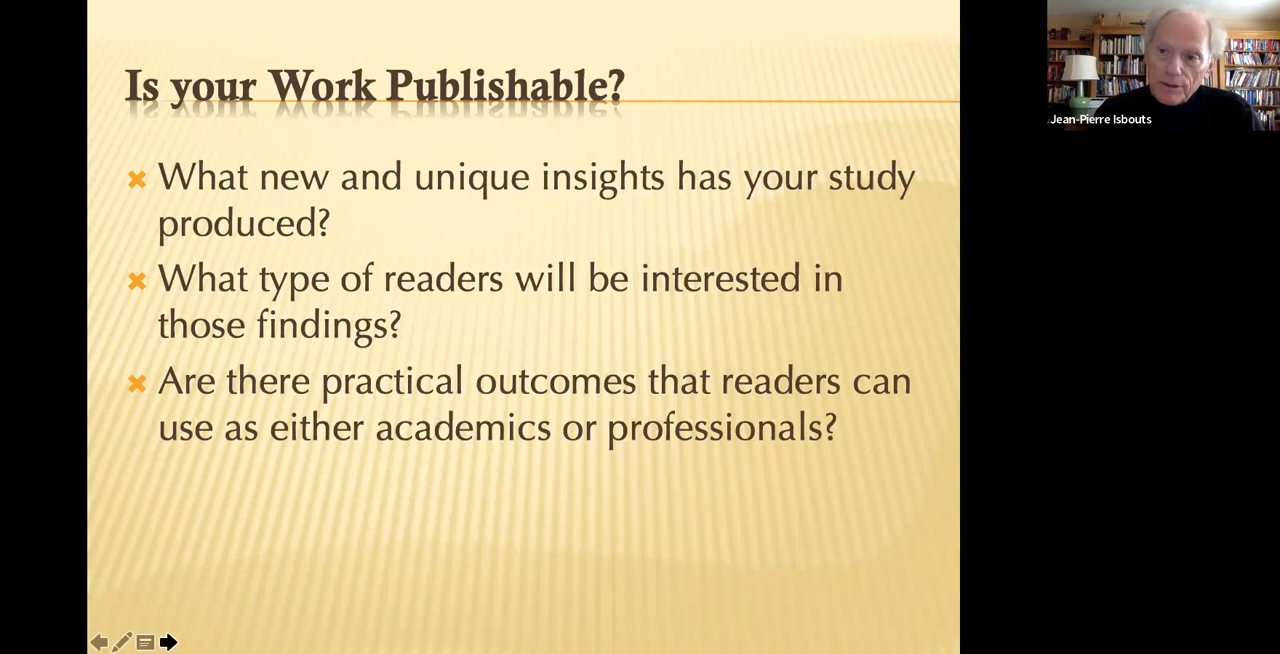 Is your Work Publishable?
What new and unique insights has your study
produced?
What type of readers will be interested in
those findings?
Are there practical outcomes that readers can
use as either academics or professionals?
Jean-Pierre Isbouts